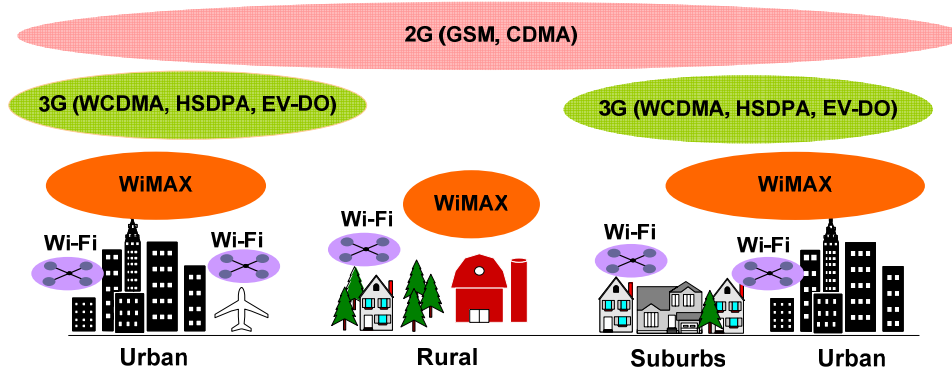 2G (GSM, CDMA)
3G (WCDMA, HSDPA, EV-DO)
3G (WCDMA, HSDPA, EV-DO)
WiMAX
WiMAX
WiMAX
Wi-Fi
Wi-Fi
Wi-Fi
Wi-Fi
Wi-Fi
Urban
Rural
Suburbs
Urban